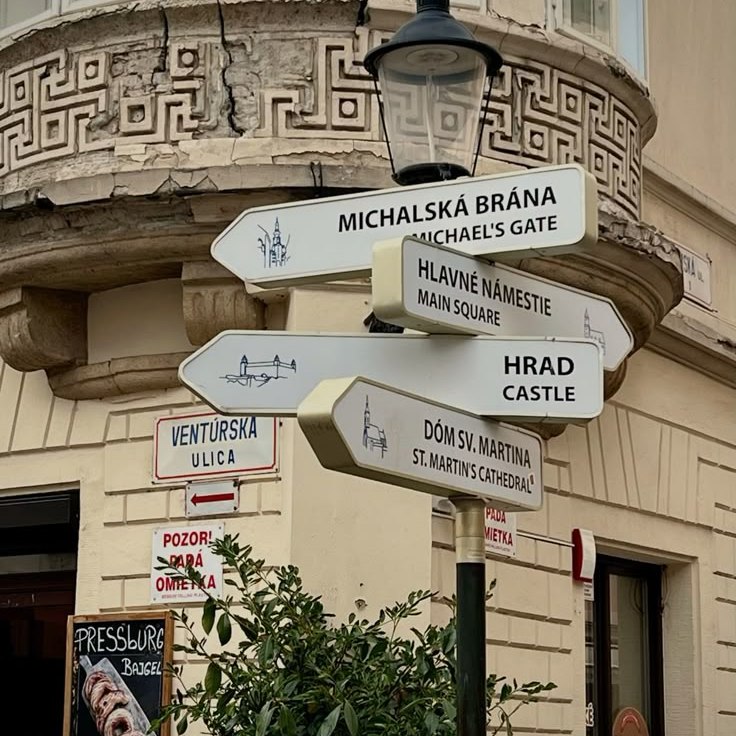 MICHALSKÁ BRÁNA
MICHAEL'S GATE
HLAVNÉ NÁMESTIE
MAIN SQUARE
HRAD
CASTLE
DÓM SV. MARTINA
ST. MARTIN'S CATHEDRAL
VENTÚRSKA
ULICA
POZOR!
PADÁ
OMIETKA
PADÁ
MIETKA
PRESSBURG
BAJGEL